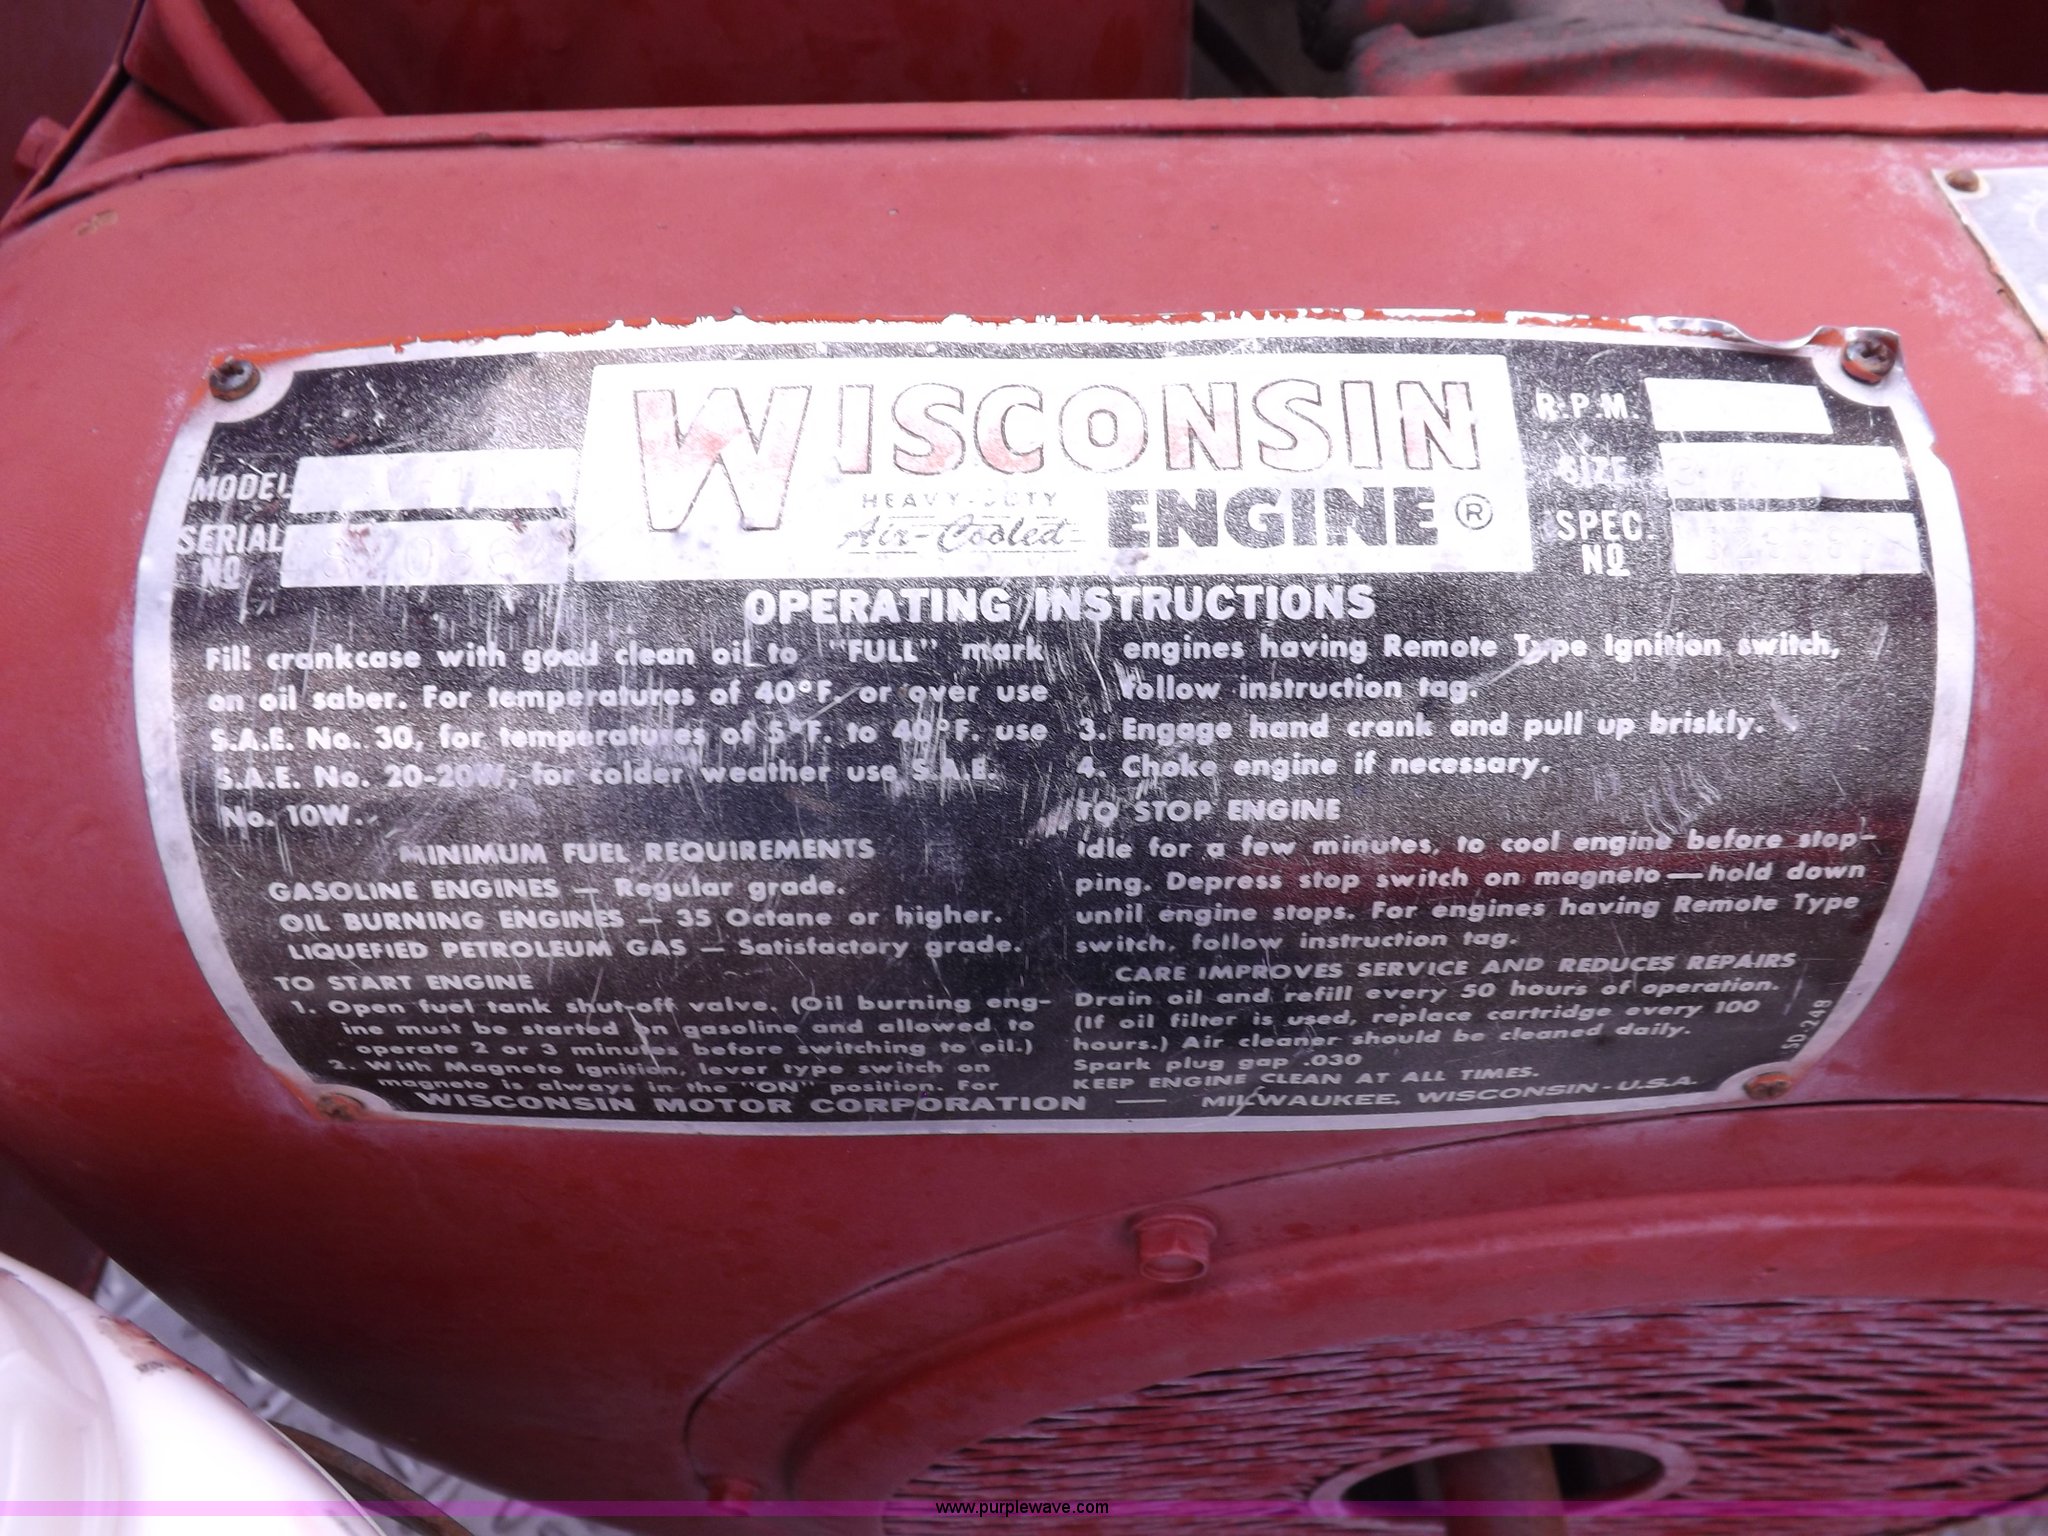 WISCONSIN
HEAVY-DUTY
Air-Cooled
ENGINE ®
MODEL
SERIAL
NO
R.P.M.
SIZE
SPEC.
NO
OPERATING INSTRUCTIONS
Fill crankcase with good clean oil to "FULL" mark
on oil saber. For temperatures of 40°F. or over use
S.A.E. No. 30, for temperatures of 5°F. to 40°F. use
S.A.E. No. 20-20W, for colder weather use S.A.E.
No. 10W.
MINIMUM FUEL REQUIREMENTS
GASOLINE ENGINES — Regular grade.
OIL BURNING ENGINES — 35 Octane or higher.
LIQUEFIED PETROLEUM GAS — Satisfactory grade.
TO START ENGINE
1. Open fuel tank shut-off valve. (Oil burning eng-
ine must be started on gasoline and allowed to
operate 2 or 3 minutes before switching to oil.)
2. With Magneto Ignition, lever type switch on
magneto is always in the "ON" position. For
engines having Remote Type Ignition switch,
follow instruction tag.
3. Engage hand crank and pull up briskly.
4. Choke engine if necessary.
TO STOP ENGINE
Idle for a few minutes, to cool engine before stop-
ping. Depress stop switch on magneto — hold down
until engine stops. For engines having Remote Type
switch, follow instruction tag.
CARE IMPROVES SERVICE AND REDUCES REPAIRS
Drain oil and refill every 50 hours of operation.
(If oil filter is used, replace cartridge every 100
hours.) Air cleaner should be cleaned daily.
Spark plug gap .030
KEEP ENGINE CLEAN AT ALL TIMES.
SD-248
WISCONSIN MOTOR CORPORATION — MILWAUKEE, WISCONSIN - U.S.A.
www.purplewave.com